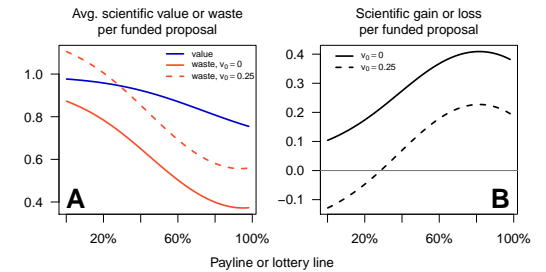 Avg. scientific value or waste
per funded proposal
value
waste, v₀ = 0
waste, v₀ = 0.25
1.0
0.8
0.6
0.4
A
20%
60%
100%
Scientific gain or loss
per funded proposal
v₀ = 0
v₀ = 0.25
0.4
0.3
0.2
0.1
0.0
−0.1
B
20%
60%
100%
Payline or lottery line